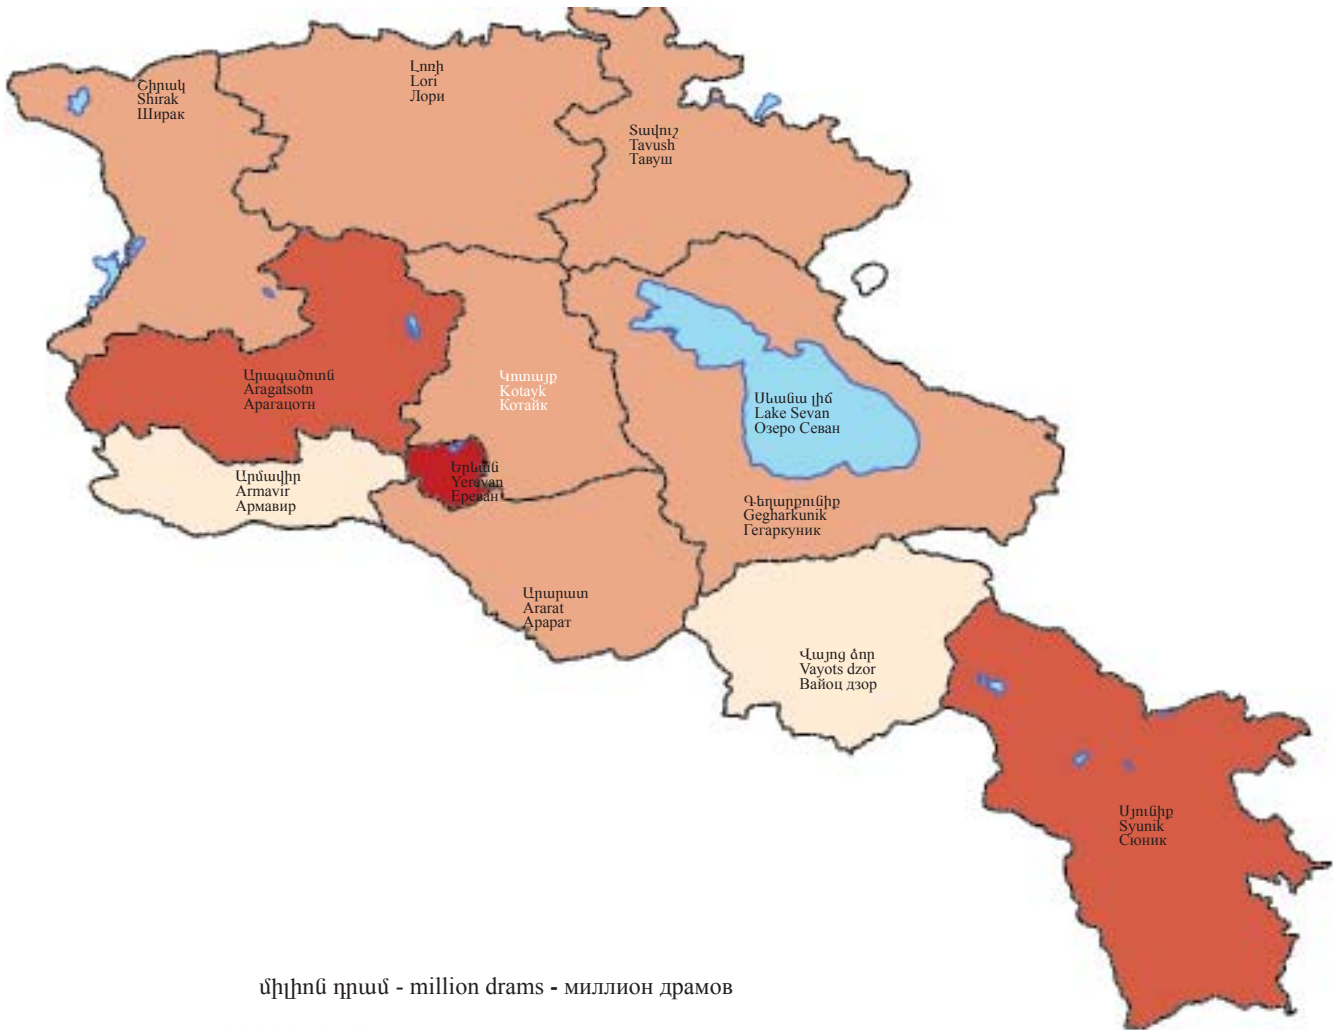 Շիրակ
Shirak
Ширак
Լոռի
Lori
Лори
Տավուշ
Tavush
Тавуш
Արագածոտն
Aragatsotn
Арагацотн
Կոտայք
Kotayk
Котайк
Սևանա լիճ
Lake Sevan
Озеро Севан
Երևան
Yerevan
Ереван
Արմավիր
Armavir
Армавир
Գեղարքունիք
Gegharkunik
Гегаркуник
Արարատ
Ararat
Арарат
Վայոց ձոր
Vayots dzor
Вайоц дзор
Սյունիք
Syunik
Сюник
միլիոն դրամ - million drams - миллион драмов